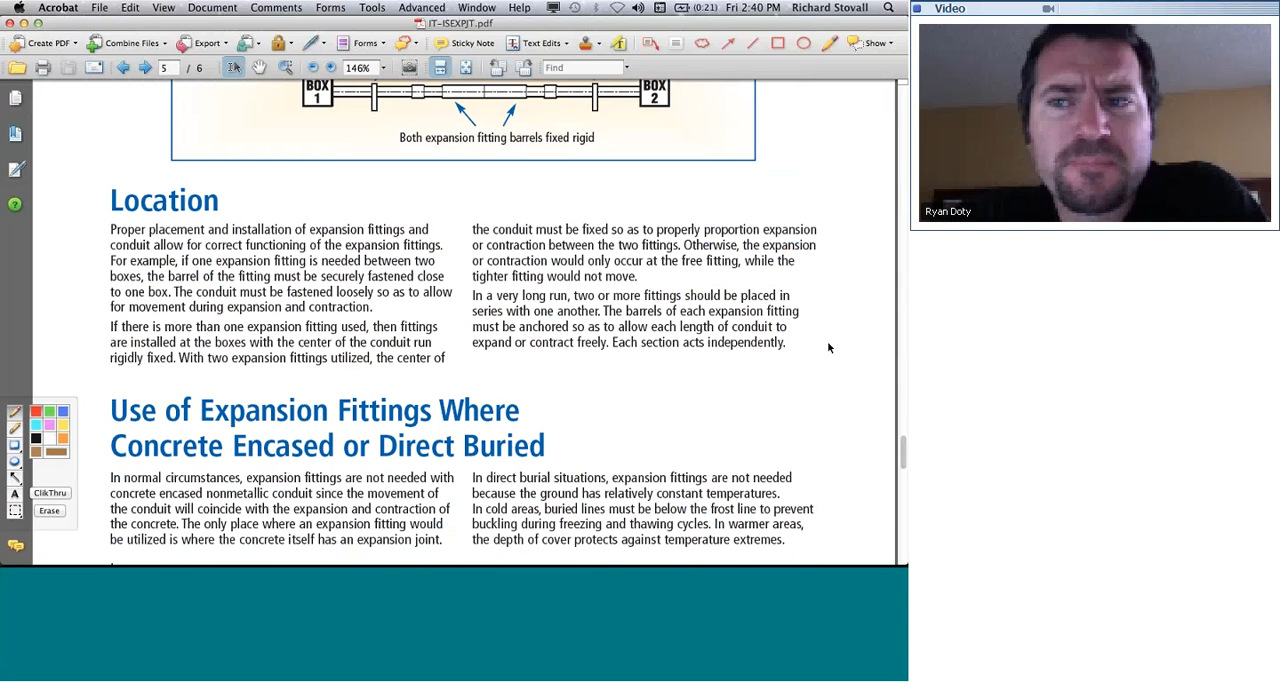 Acrobat File Edit View Document Comments Forms Tools Advanced Window Help (0:21) Fri 2:40 PM Richard Stovall
IT-ISEXPJT.pdf
Create PDF Combine Files Export Forms Sticky Note Text Edits Show
5 / 6 146% Find
BOX
1
BOX
2
Both expansion fitting barrels fixed rigid
Location
Proper placement and installation of expansion fittings and
conduit allow for correct functioning of the expansion fittings.
For example, if one expansion fitting is needed between two
boxes, the barrel of the fitting must be securely fastened close
to one box. The conduit must be fastened loosely so as to allow
for movement during expansion and contraction.
If there is more than one expansion fitting used, then fittings
are installed at the boxes with the center of the conduit run
rigidly fixed. With two expansion fittings utilized, the center of
the conduit must be fixed so as to properly proportion expansion
or contraction between the two fittings. Otherwise, the expansion
or contraction would only occur at the free fitting, while the
tighter fitting would not move.
In a very long run, two or more fittings should be placed in
series with one another. The barrels of each expansion fitting
must be anchored so as to allow each length of conduit to
expand or contract freely. Each section acts independently.
Use of Expansion Fittings Where
Concrete Encased or Direct Buried
In normal circumstances, expansion fittings are not needed with
concrete encased nonmetallic conduit since the movement of
the conduit will coincide with the expansion and contraction of
the concrete. The only place where an expansion fitting would
be utilized is where the concrete itself has an expansion joint.
In direct burial situations, expansion fittings are not needed
because the ground has relatively constant temperatures.
In cold areas, buried lines must be below the frost line to prevent
buckling during freezing and thawing cycles. In warmer areas,
the depth of cover protects against temperature extremes.
A
ClikThru
Erase
Video
Ryan Doty